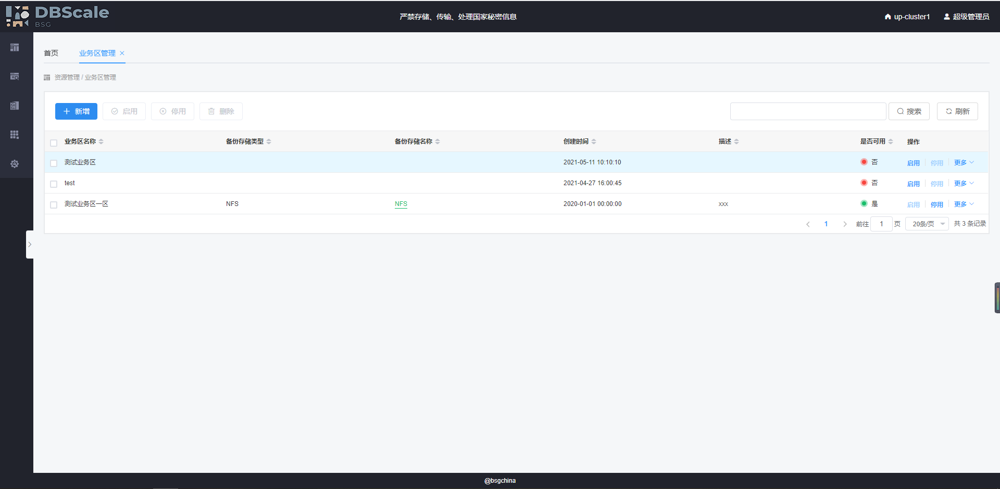 DBScale
BSG
严禁存储、传输、处理国家秘密信息
up-cluster1 超级管理员
首页 业务区管理
资源管理 / 业务区管理
新增 启用 停用 删除 搜索 刷新
业务区名称 备份存储类型 备份存储名称 创建时间 描述 是否可用 操作
测试业务区 2021-05-11 10:10:10 否 启用 停用 更多
test 2021-04-27 16:00:45 否 启用 停用 更多
测试业务区一区 NFS NFS 2020-01-01 00:00:00 xxx 是 启用 停用 更多
1 前往 1 页 20条/页 共 3 条记录
@bsgchina